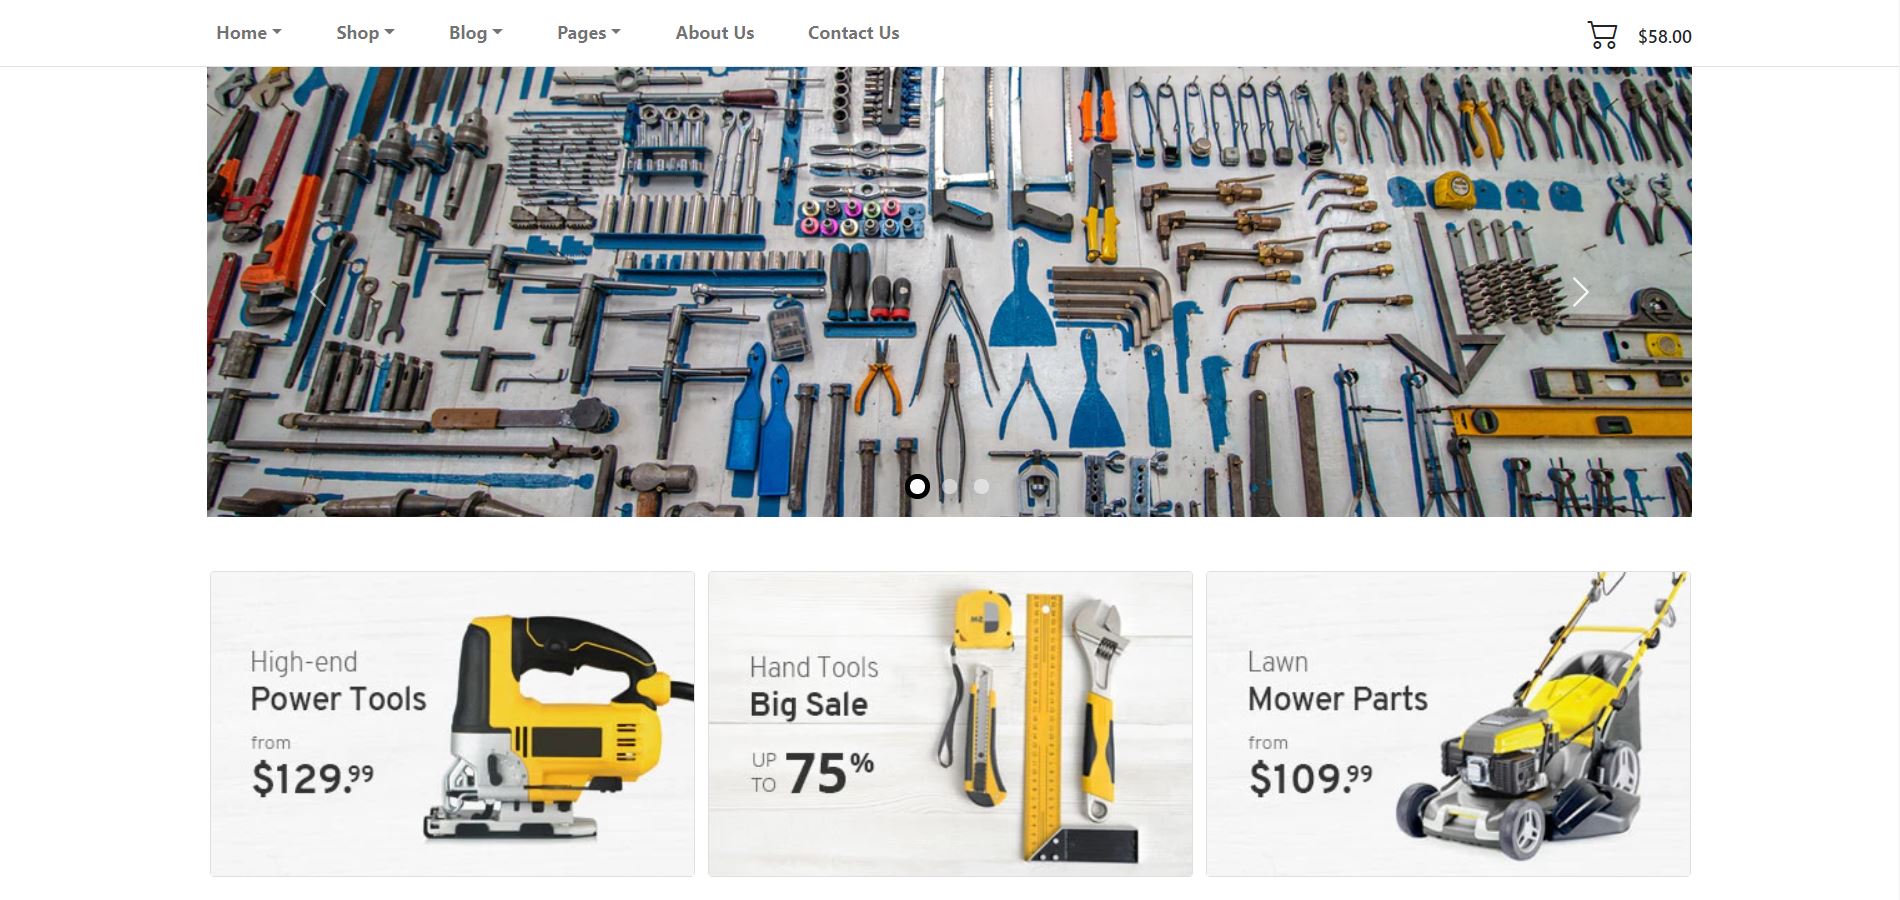 Home Shop Blog Pages About Us Contact Us $58.00
High-end
Power Tools
from
$129.99
Hand Tools
Big Sale
UP TO 75%
Lawn
Mower Parts
from
$109.99